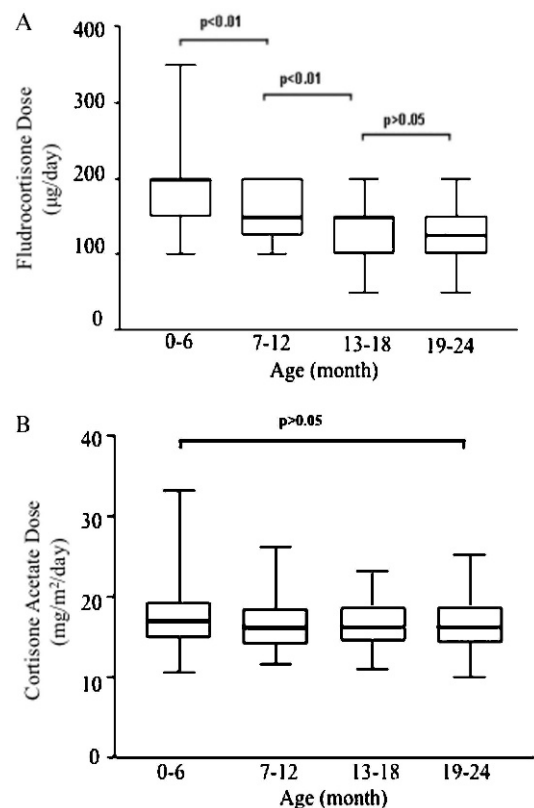 A
p<0.01
p<0.01
p>0.05
Fludrocortisone Dose
(µg/day)
400
300
200
100
0
0-6 7-12 13-18 19-24
Age (month)
B
p>0.05
Cortisone Acetate Dose
(mg/m²/day)
40
30
20
10
0
0-6 7-12 13-18 19-24
Age (month)